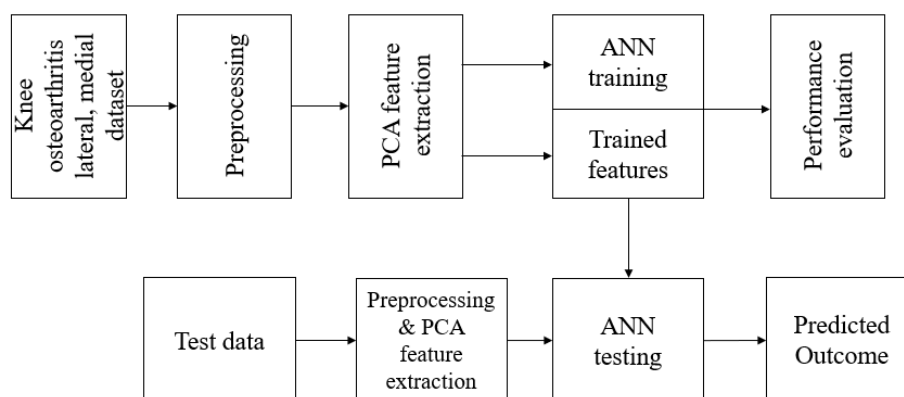 Knee
osteoarthritis
lateral, medial
dataset
Preprocessing
PCA feature
extraction
ANN
training
Trained
features
Performance
evaluation
Test data
Preprocessing
& PCA
feature
extraction
ANN
testing
Predicted
Outcome